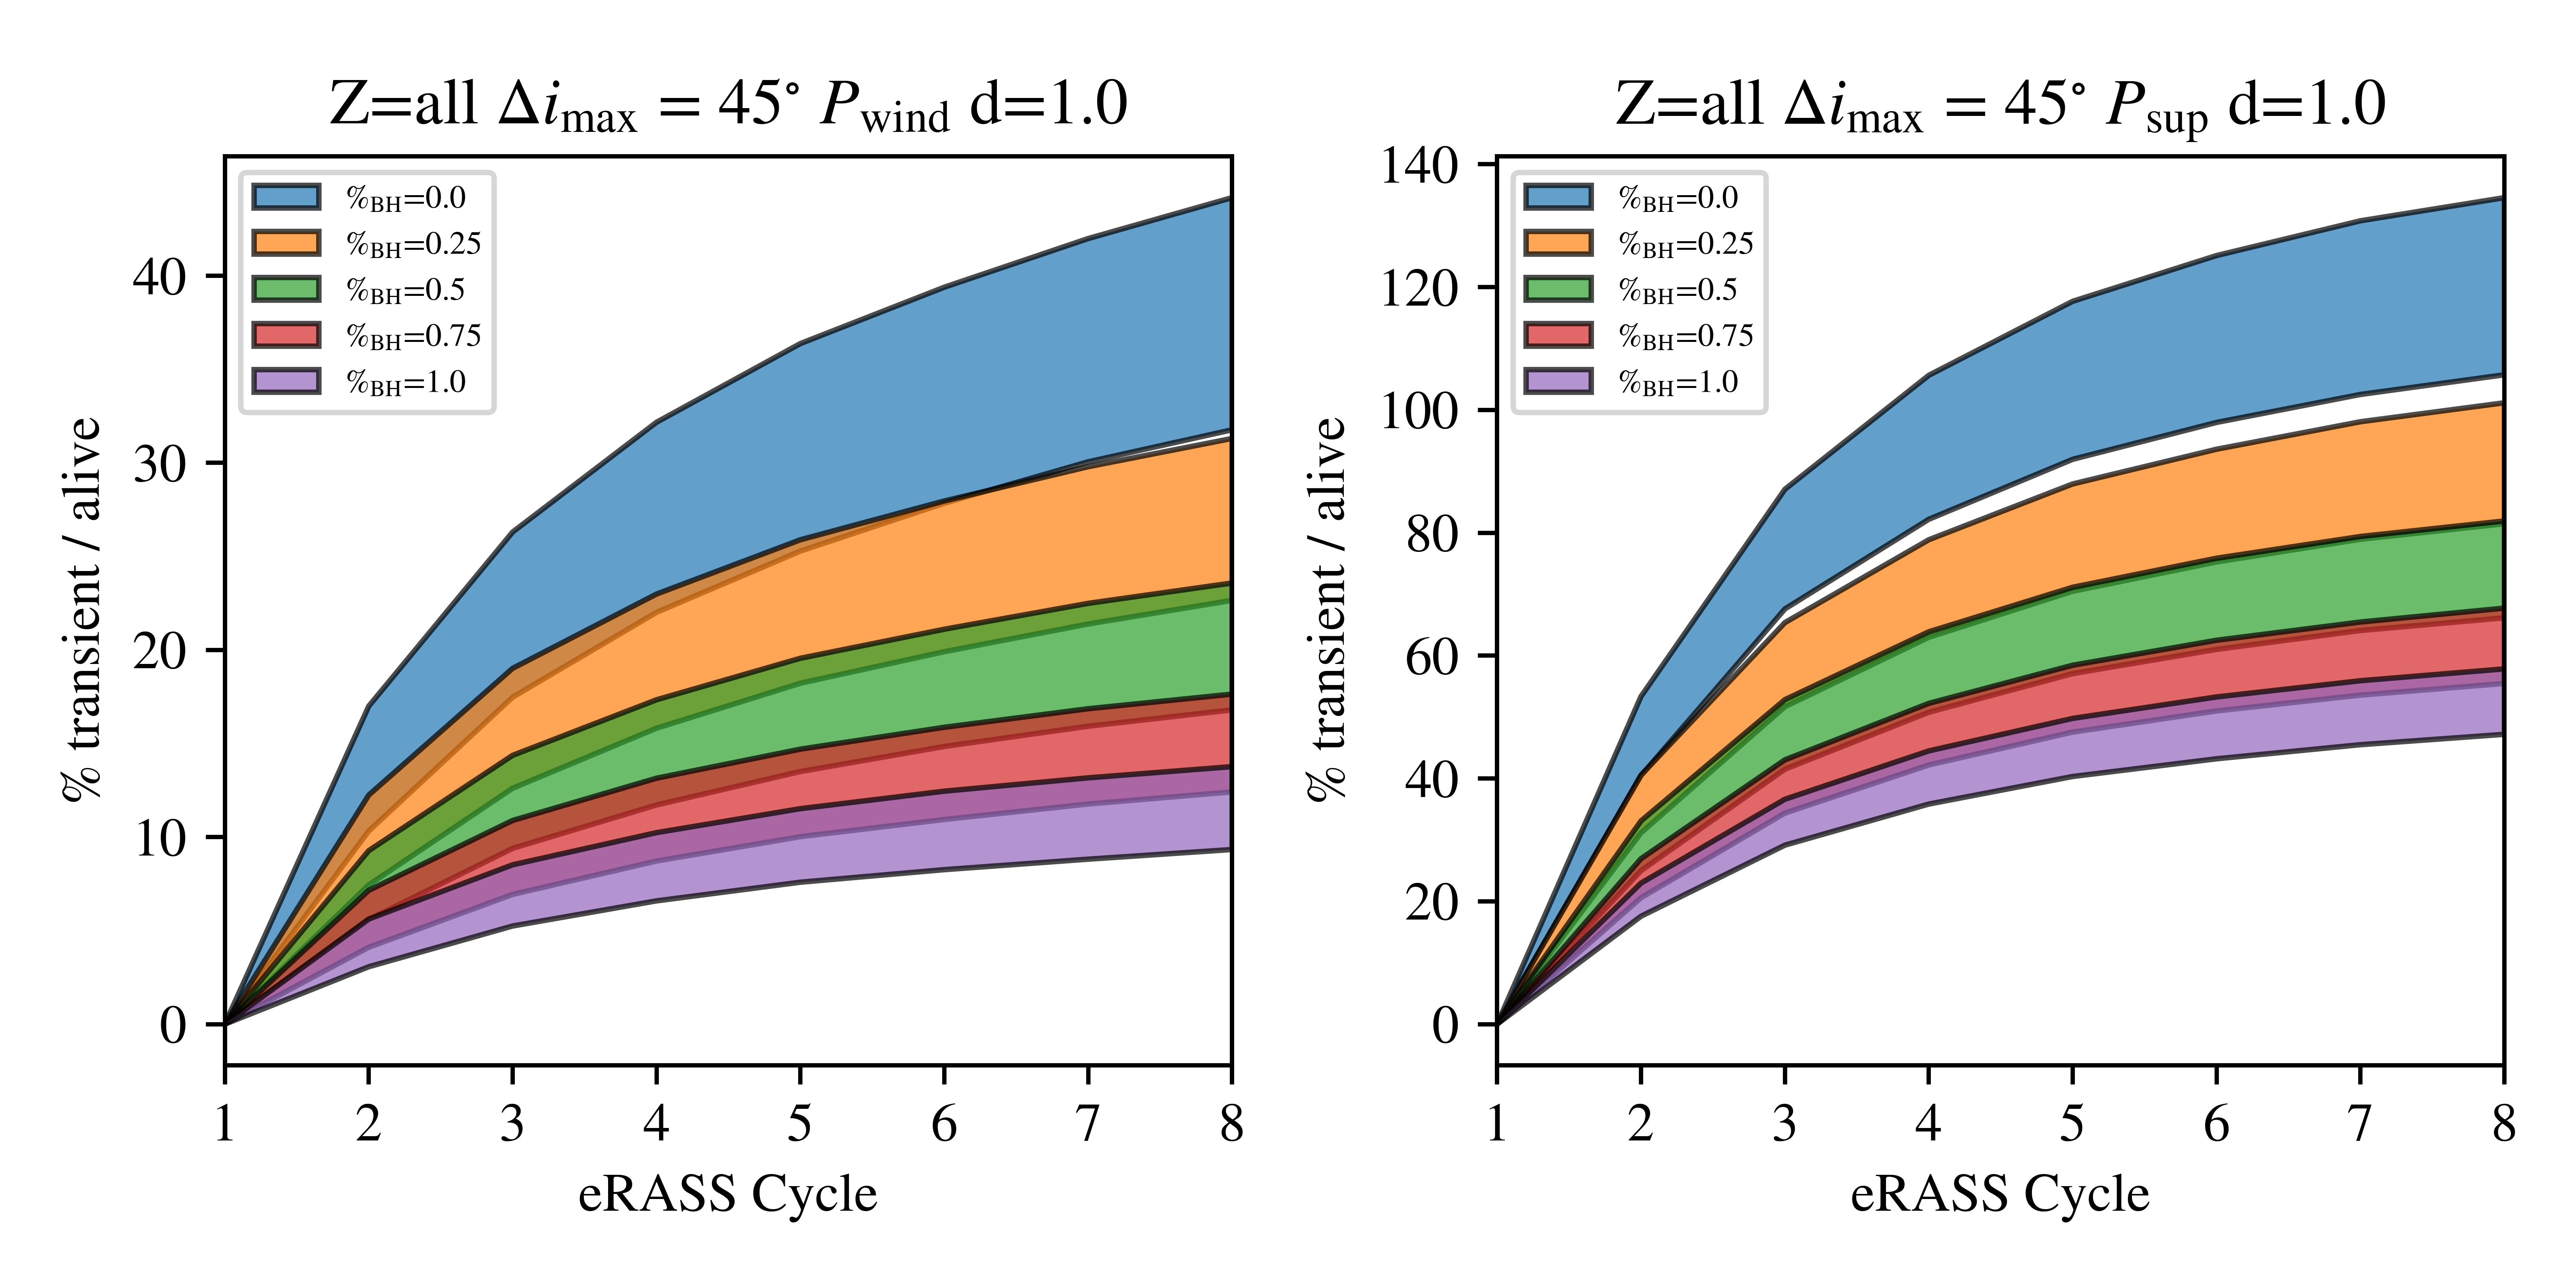 Z=all Δi_max = 45° P_wind d=1.0
%_BH=0.0
%_BH=0.25
%_BH=0.5
%_BH=0.75
%_BH=1.0
% transient / alive
40
30
20
10
0
1 2 3 4 5 6 7 8
eRASS Cycle
Z=all Δi_max = 45° P_sup d=1.0
%_BH=0.0
%_BH=0.25
%_BH=0.5
%_BH=0.75
%_BH=1.0
% transient / alive
140
120
100
80
60
40
20
0
1 2 3 4 5 6 7 8
eRASS Cycle